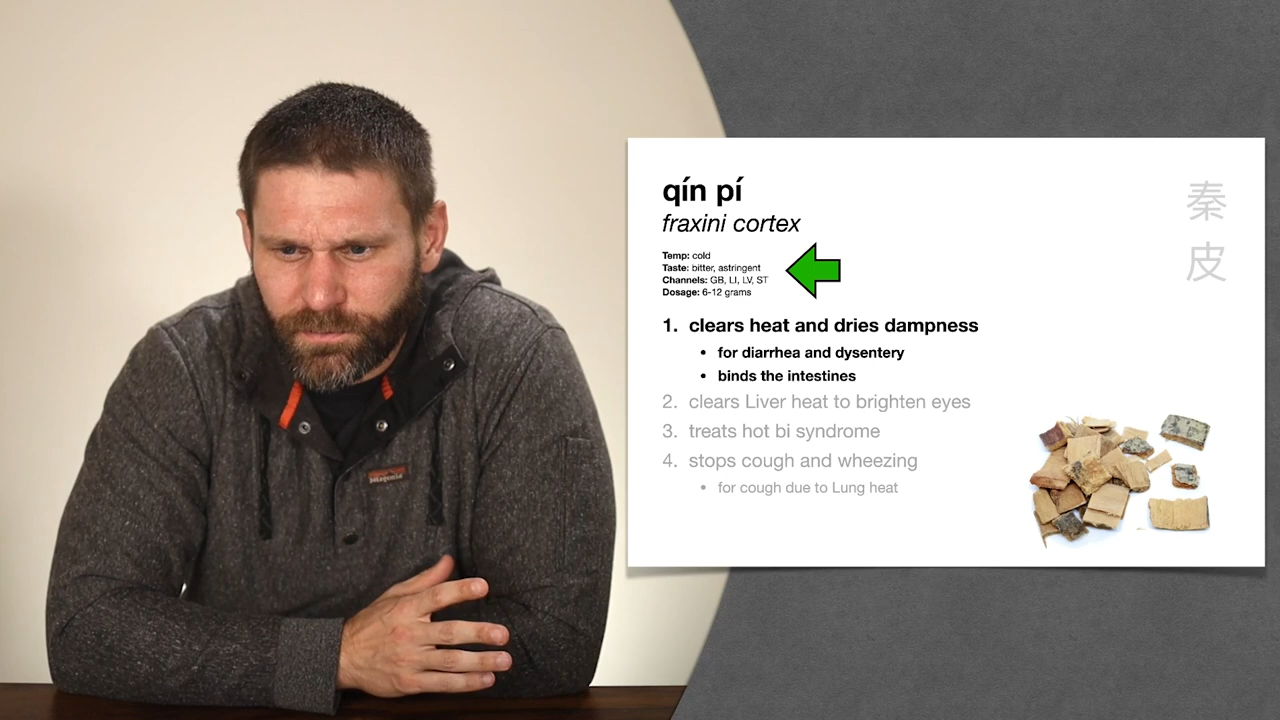 patagonia
qín pí
秦皮
fraxini cortex
Temp: cold
Taste: bitter, astringent
Channels: GB, LI, LV, ST
Dosage: 6-12 grams
1. clears heat and dries dampness
• for diarrhea and dysentery
• binds the intestines
2. clears Liver heat to brighten eyes
3. treats hot bi syndrome
4. stops cough and wheezing
• for cough due to Lung heat